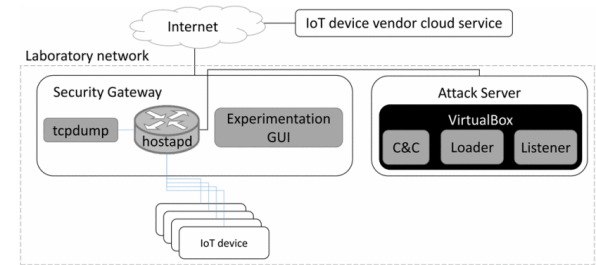 Internet
IoT device vendor cloud service
Laboratory network
Security Gateway
tcpdump
hostapd
Experimentation
GUI
Attack Server
VirtualBox
C&C
Loader
Listener
IoT device